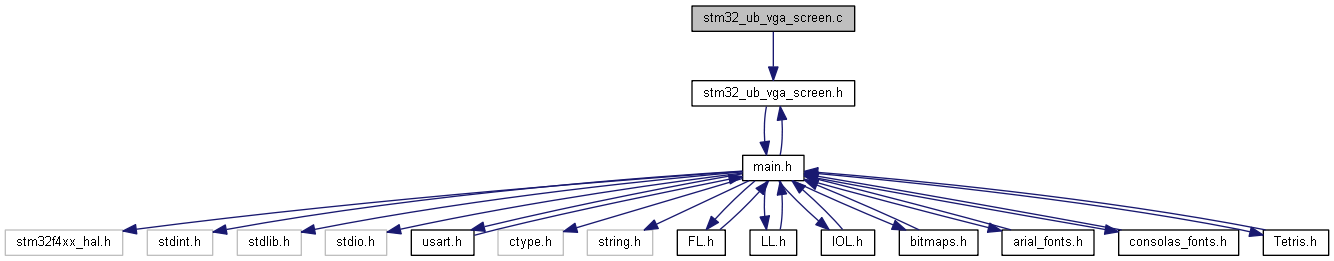 stm32_ub_vga_screen.c
stm32_ub_vga_screen.h
main.h
stm32f4xx_hal.h
stdint.h
stdlib.h
stdio.h
usart.h
ctype.h
string.h
FL.h
LL.h
IOL.h
bitmaps.h
arial_fonts.h
consolas_fonts.h
Tetris.h